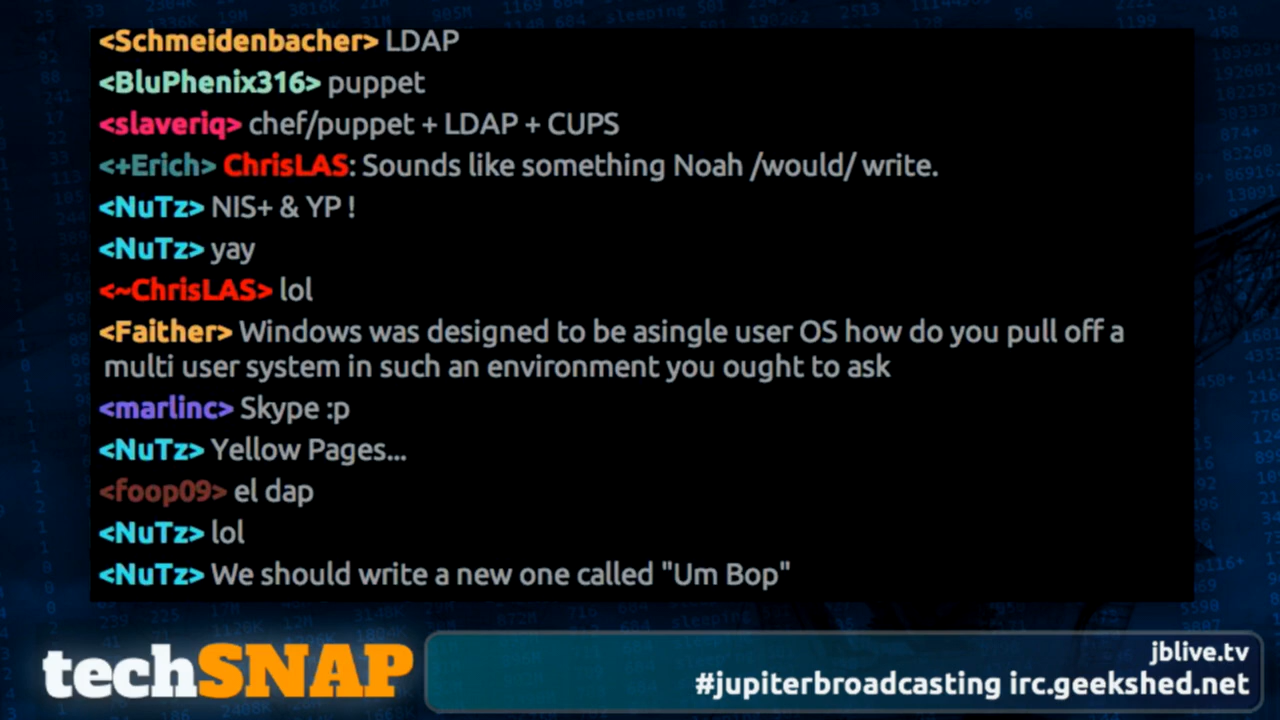 <Schmeidenbacher> LDAP
<BluPhenix316> puppet
<slaveriq> chef/puppet + LDAP + CUPS
<+Erich> ChrisLAS: Sounds like something Noah /would/ write.
<NuTz> NIS+ & YP !
<NuTz> yay
<~ChrisLAS> lol
<Faither> Windows was designed to be asingle user OS how do you pull off a
multi user system in such an environment you ought to ask
<marlinc> Skype :p
<NuTz> Yellow Pages...
<foop09> el dap
<NuTz> lol
<NuTz> We should write a new one called "Um Bop"
techSNAP
jblive.tv
#jupiterbroadcasting irc.geekshed.net